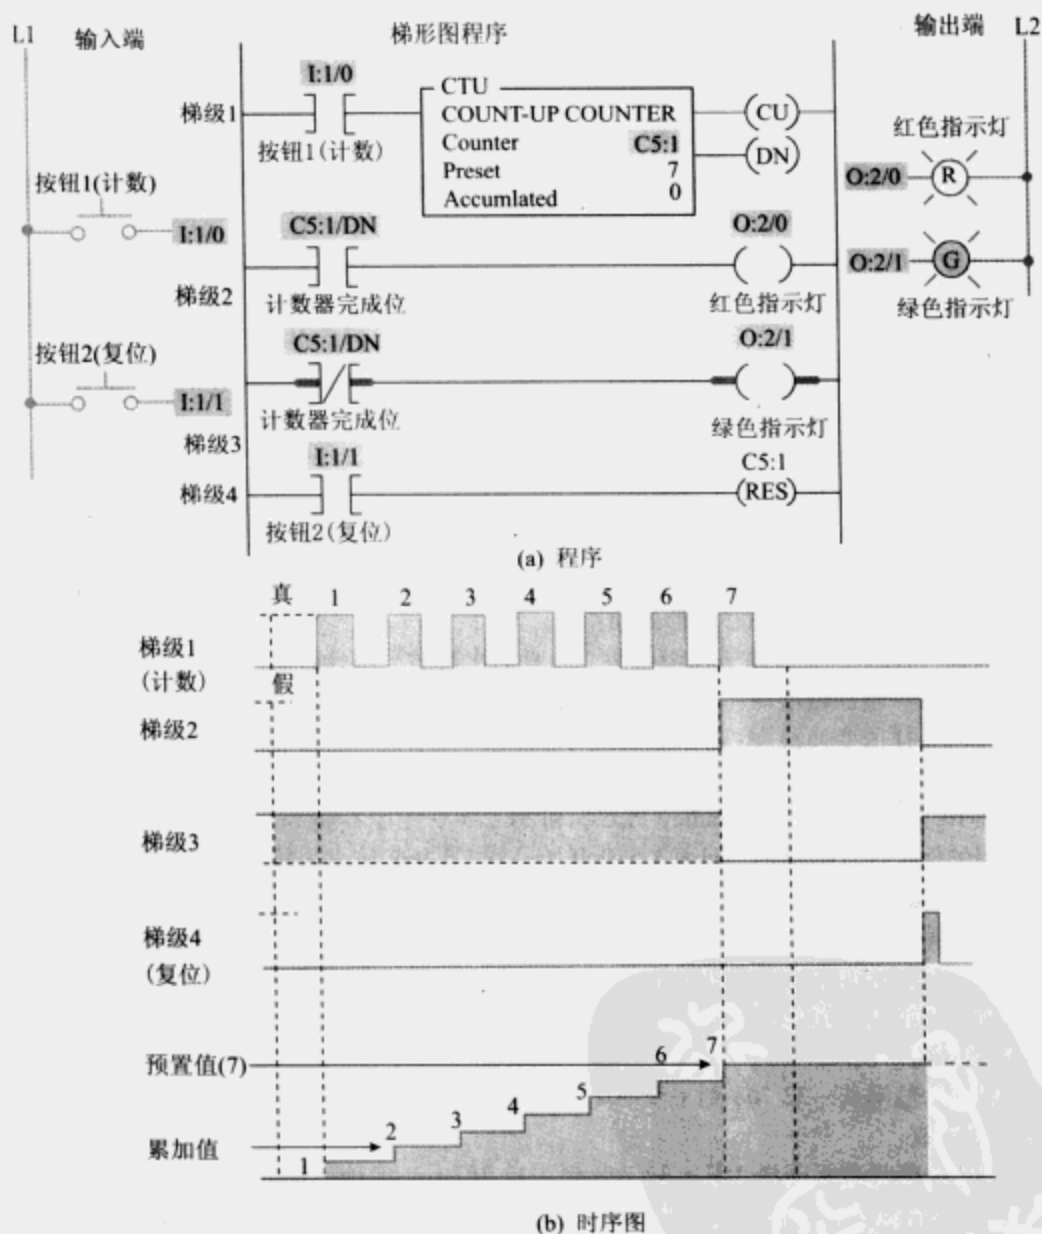 L1
输入端
梯形图程序
输出端
L2
I:1/0
梯级1
按钮1(计数)
CTU
COUNT-UP COUNTER
Counter C5:1
Preset 7
Accumlated 0
CU
DN
红色指示灯
O:2/0
R
按钮1(计数)
I:1/0
C5:1/DN
O:2/0
O:2/1
G
梯级2
计数器完成位
红色指示灯
绿色指示灯
C5:1/DN
O:2/1
按钮2(复位)
I:1/1
计数器完成位
绿色指示灯
梯级3
I:1/1
C5:1
梯级4
RES
按钮2(复位)
(a) 程序
真
1 2 3 4 5 6 7
梯级1
(计数)
假
梯级2
梯级3
梯级4
(复位)
预置值(7)
累加值
1 2 3 4 5 6 7
(b) 时序图